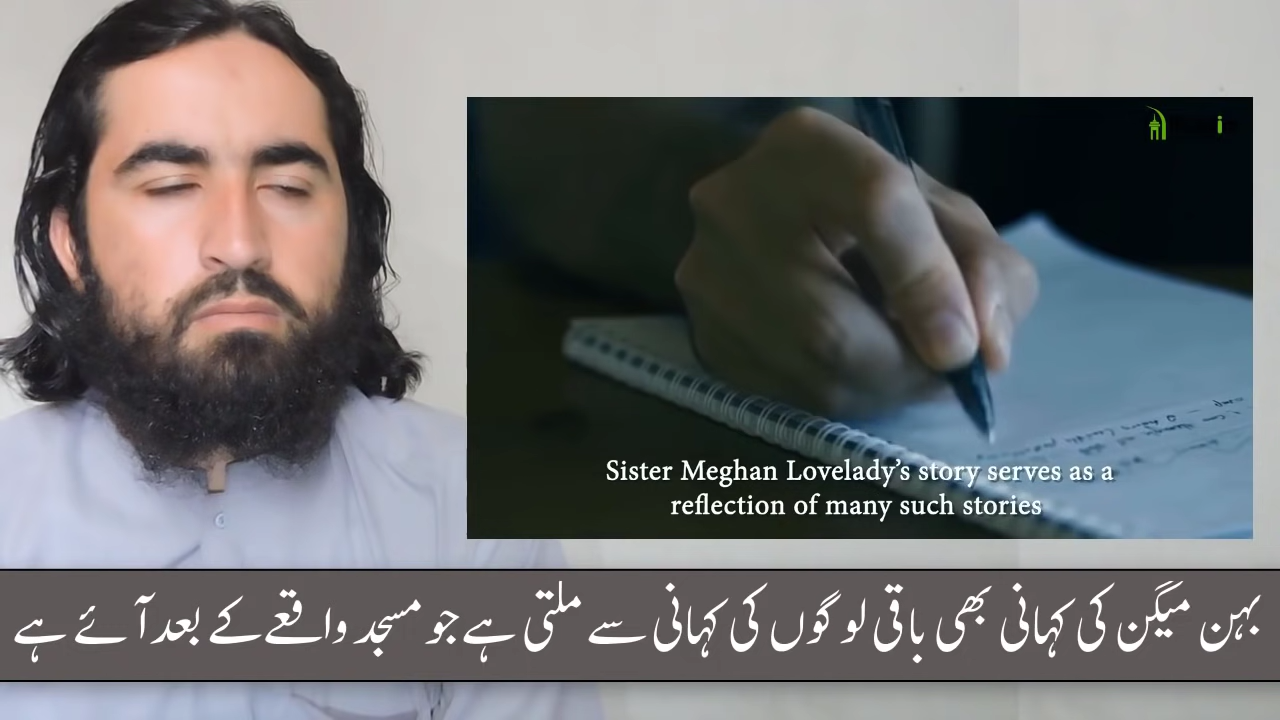 Sister Meghan Lovelady's story serves as a
reflection of many such stories
بہن میگن کی کہانی بھی باقی لوگوں کی کہانی سے ملتی ہے جو مسجد واقعے کے بعد آئے ہے